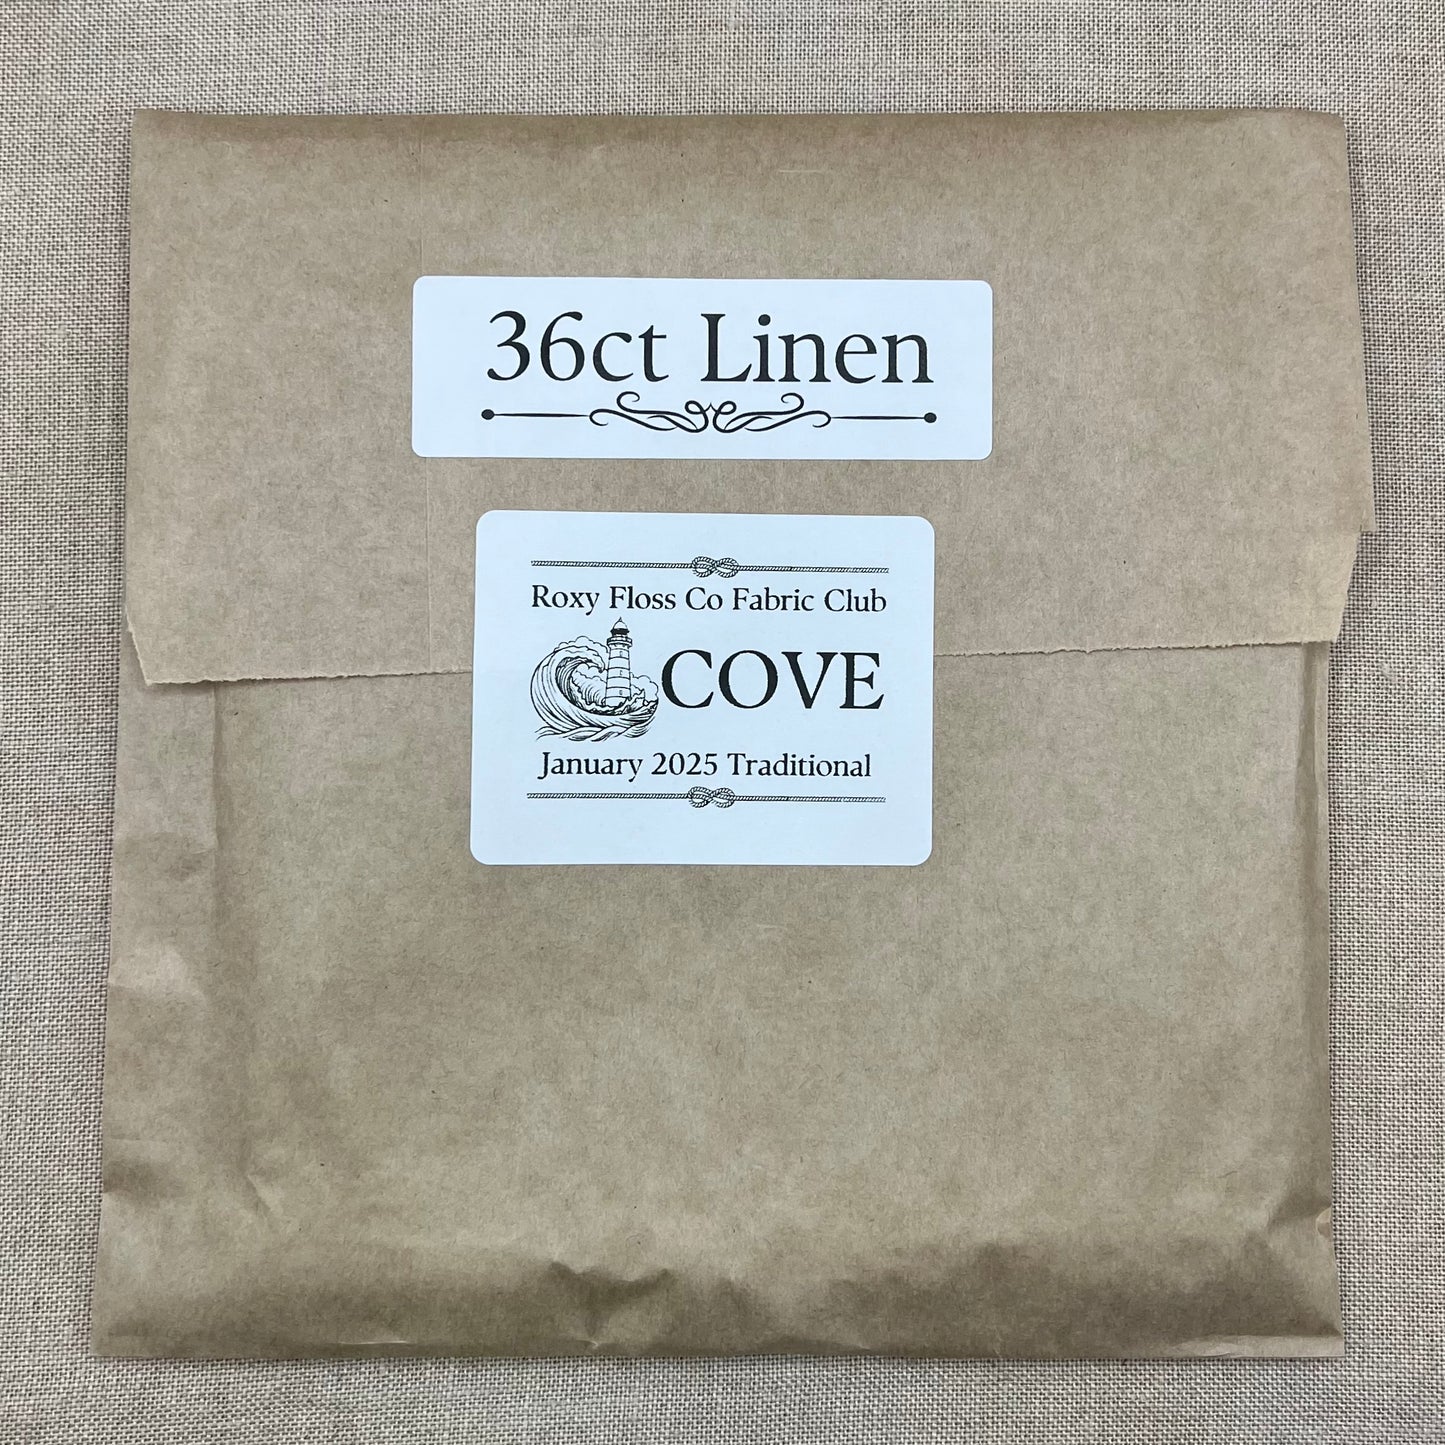 36ct Linen
Roxy Floss Co Fabric Club
COVE
January 2025 Traditional